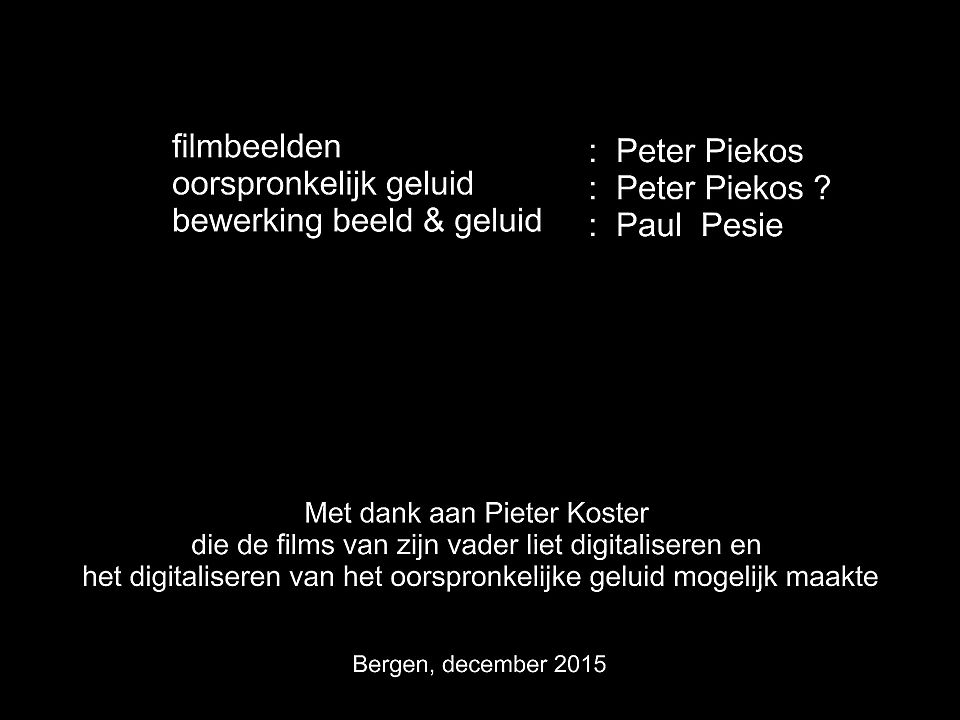 filmbeelden : Peter Piekos
oorspronkelijk geluid : Peter Piekos ?
bewerking beeld & geluid : Paul Pesie
Met dank aan Pieter Koster
die de films van zijn vader liet digitaliseren en
het digitaliseren van het oorspronkelijke geluid mogelijk maakte
Bergen, december 2015